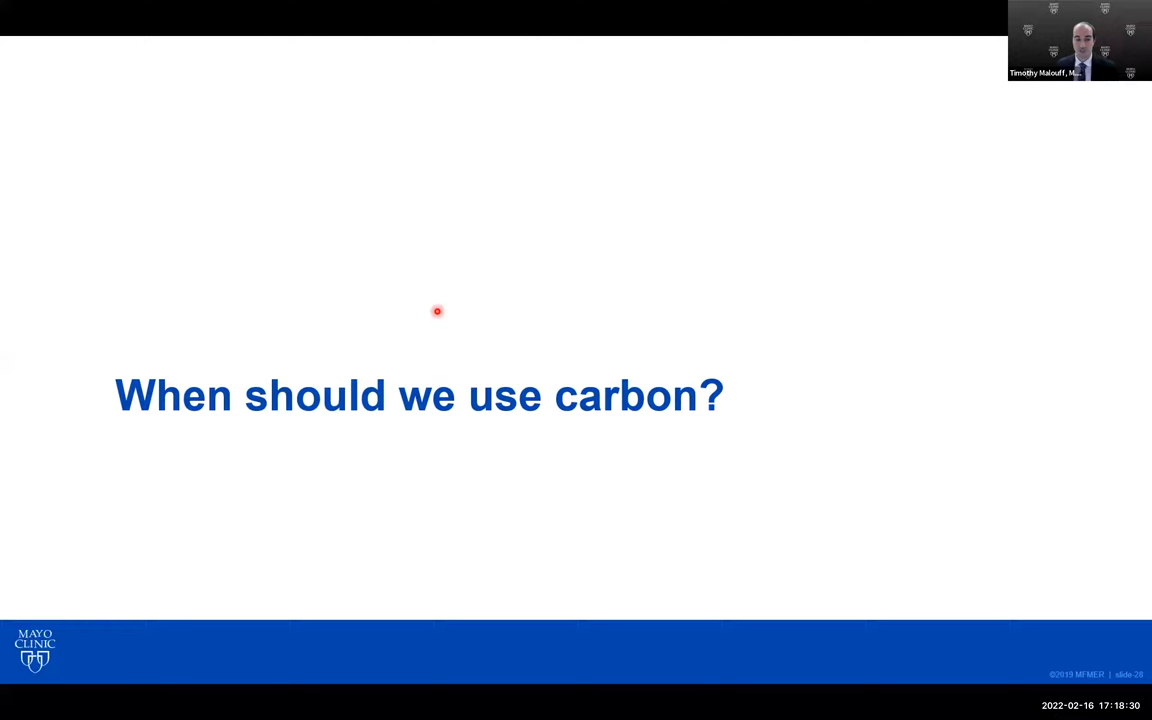 Timothy Malouff, M...
When should we use carbon?
MAYO
CLINIC
©2019 MFMER | slide-28
2022-02-16 17:18:30